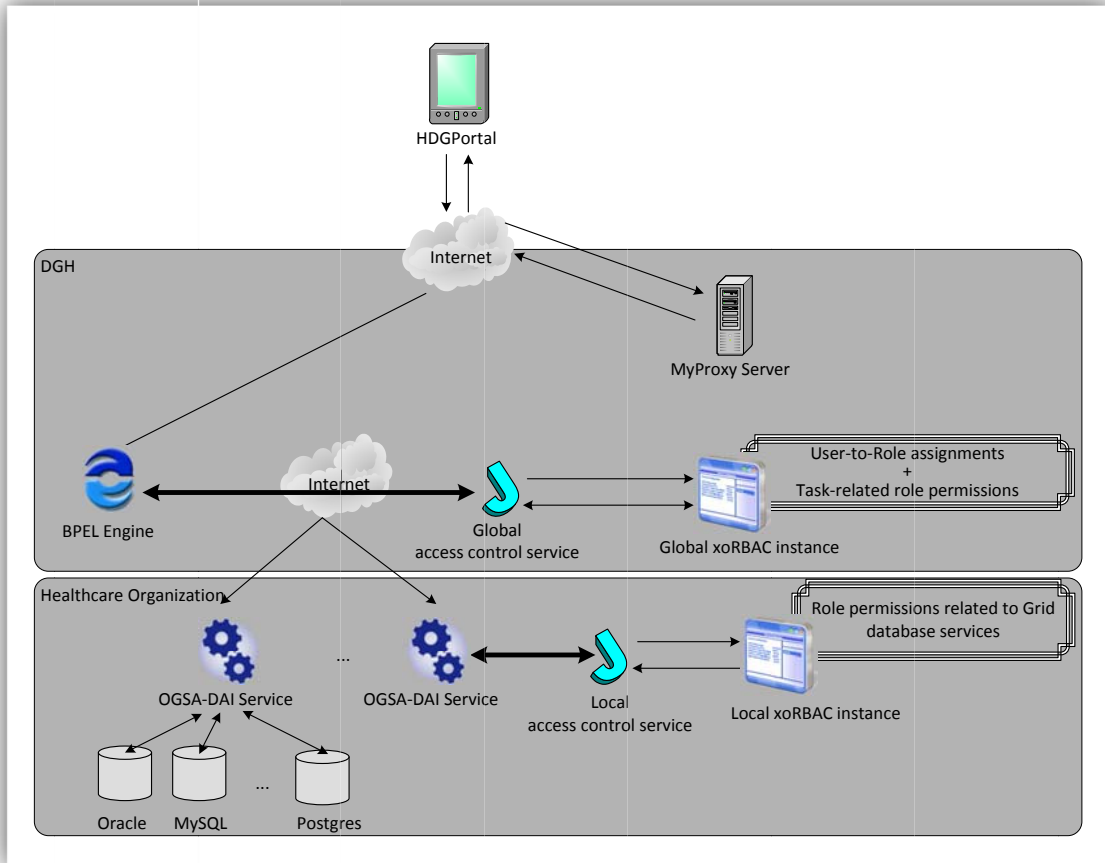 HDGPortal
DGH
Internet
MyProxy Server
User-to-Role assignments
+
Task-related role permissions
Internet
BPEL Engine
Global
access control service
Global xoRBAC instance
Healthcare Organization
Role permissions related to Grid
database services
...
...
OGSA-DAI Service
OGSA-DAI Service
Local
access control service
Local xoRBAC instance
...
Oracle
MySQL
Postgres